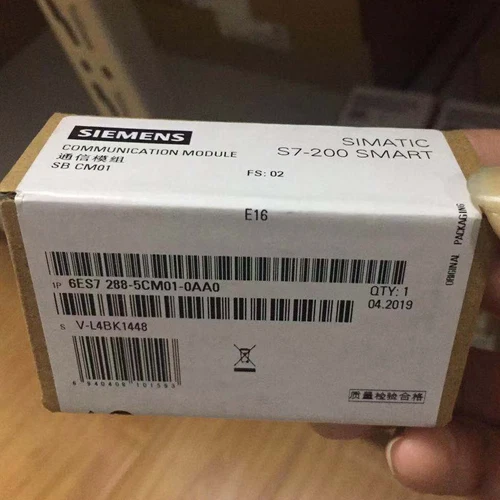 SIEMENS
COMMUNICATION MODULE
通信模组
SB CM01
SIMATIC
S7-200 SMART
FS: 02
E16
ORIGINAL PACKAGING
1P 6ES7 288-5CM01-0AA0
QTY: 1
04.2019
S V-L4BK1448
质量检验合格